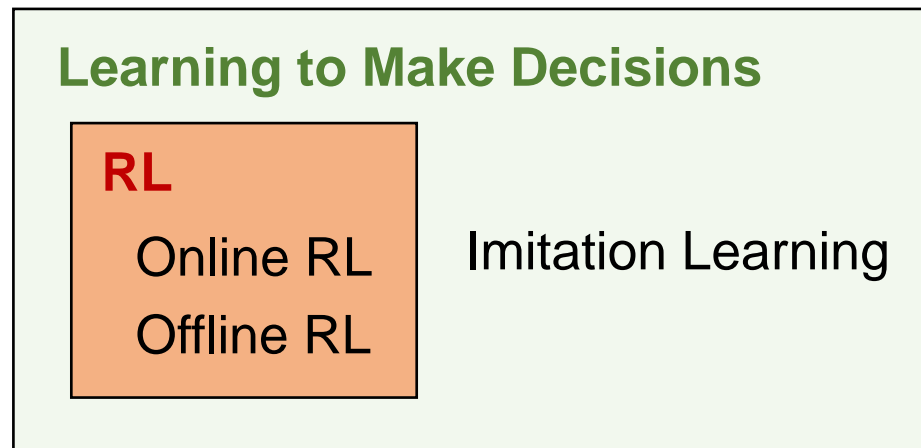 Learning to Make Decisions
RL
Online RL
Offline RL
Imitation Learning